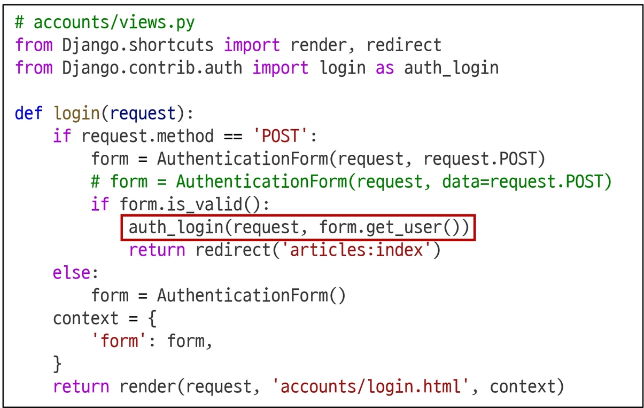 # accounts/views.py
from Django.shortcuts import render, redirect
from Django.contrib.auth import login as auth_login

def login(request):
    if request.method == 'POST':
        form = AuthenticationForm(request, request.POST)
        # form = AuthenticationForm(request, data=request.POST)
        if form.is_valid():
            auth_login(request, form.get_user())
            return redirect('articles:index')
    else:
        form = AuthenticationForm()
    context = {
        'form': form,
    }
    return render(request, 'accounts/login.html', context)